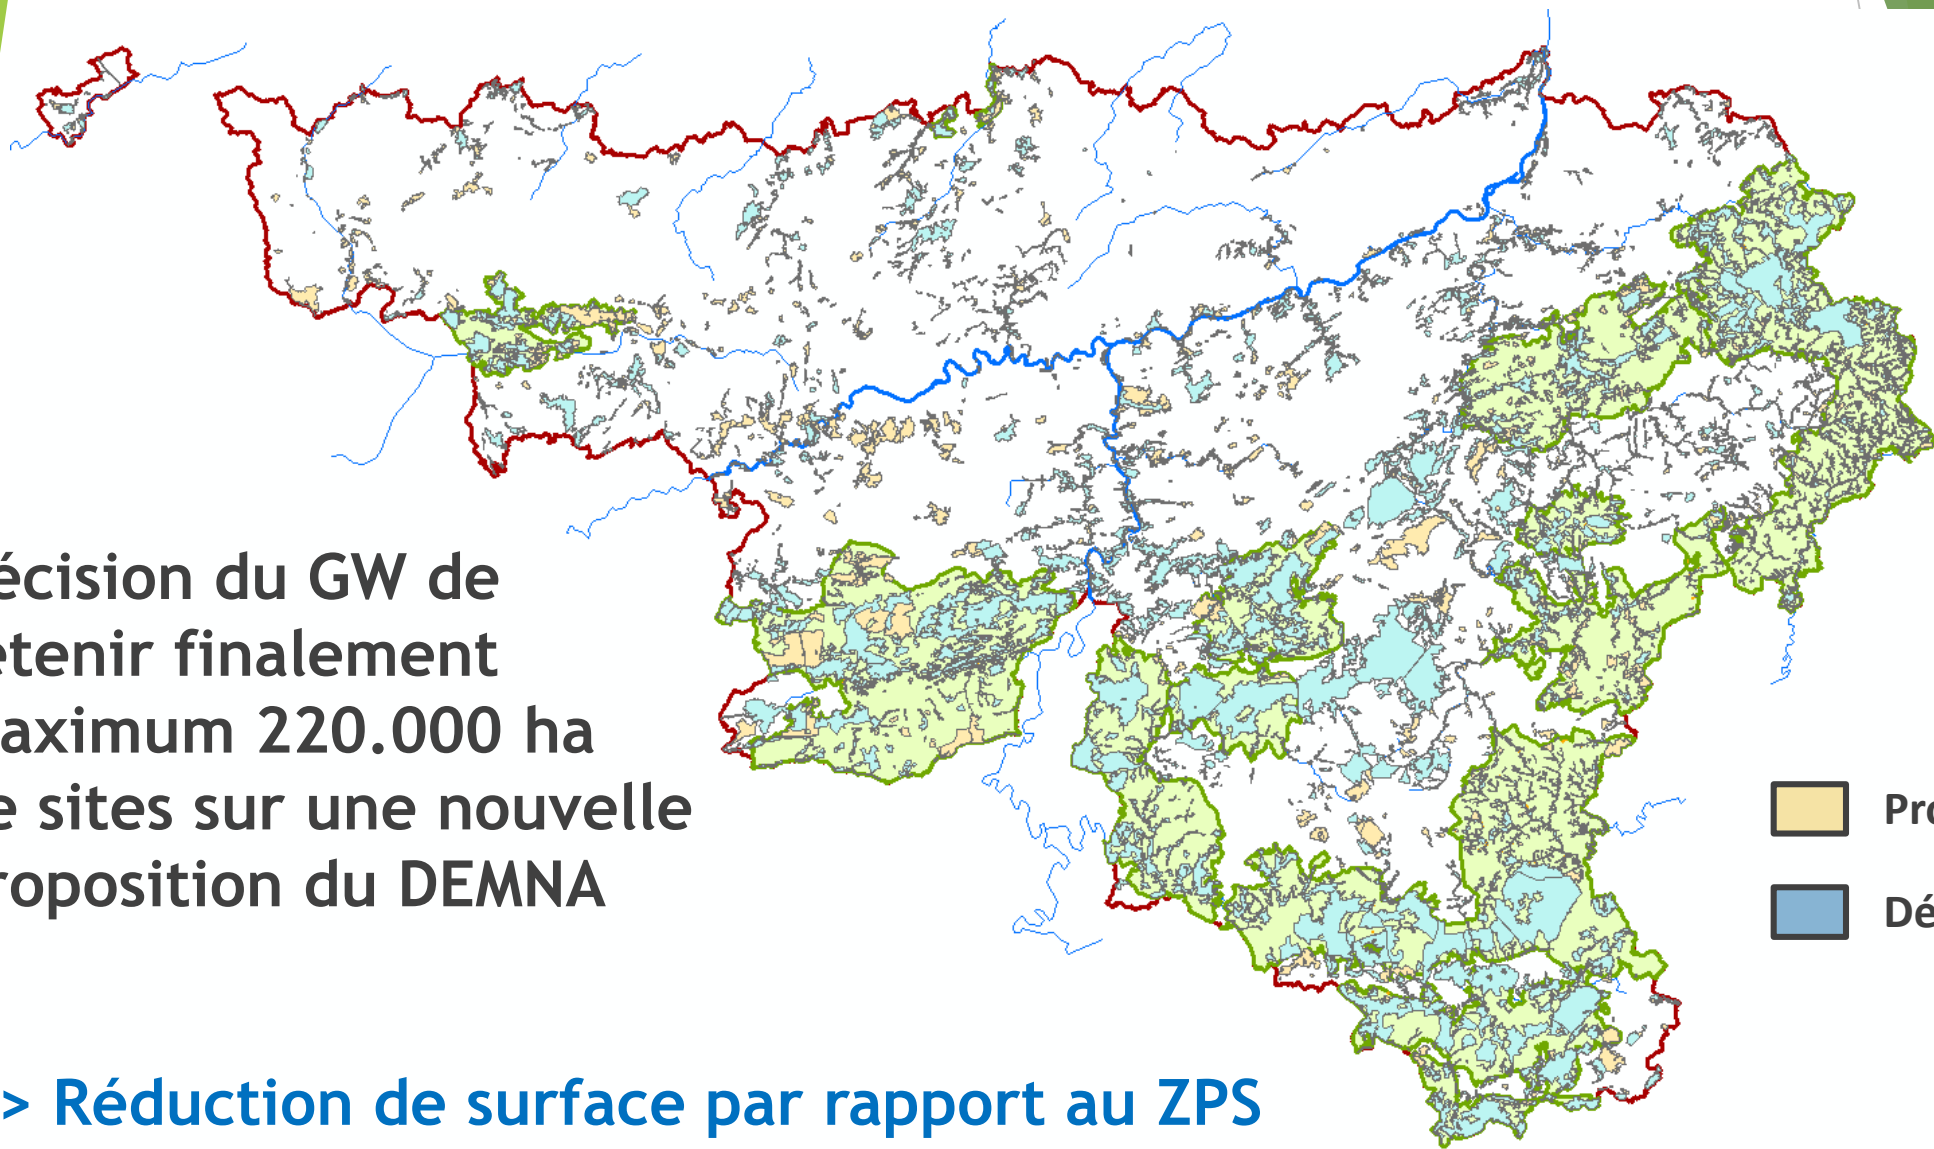 écision du GW de
etenir finalement
aximum 220.000 ha
e sites sur une nouvelle
roposition du DEMNA
> Réduction de surface par rapport au ZPS
Pro
Dé